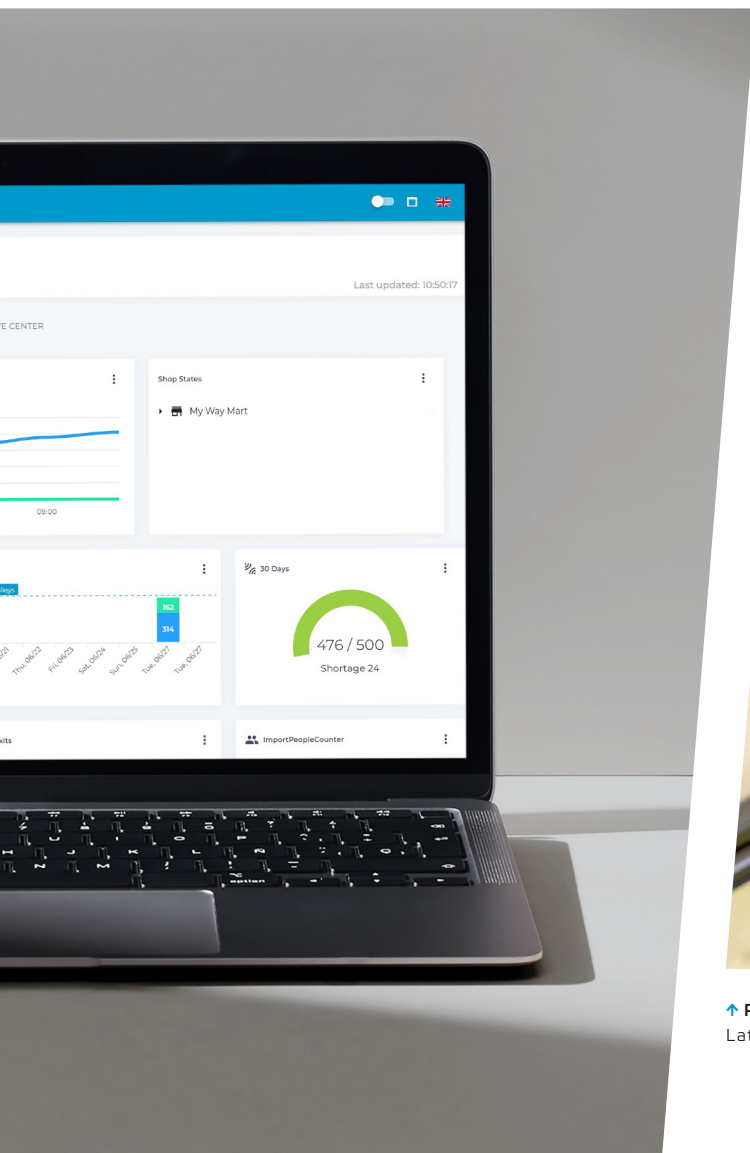 Last updated: 10:50:17
E CENTER
Shop States
My Way Mart
09:00
30 Days
lleys
162
314
476 / 500
Shortage 24
Thu, 06/22
Fri, 06/23
Sat, 06/24
Sun, 06/25
Tue, 06/27
Tue, 06/27
xits
ImportPeopleCounter
option